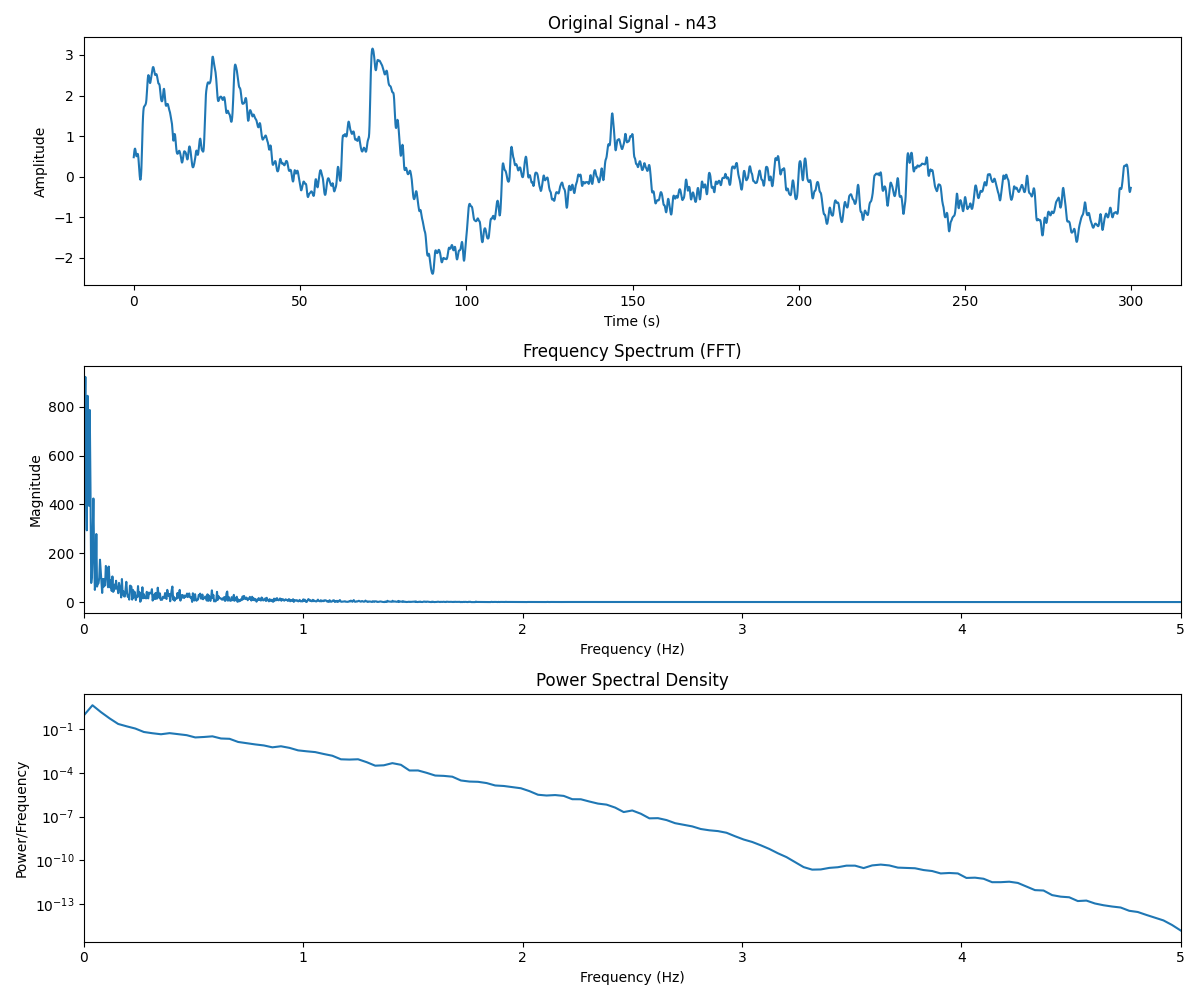 Original Signal - n43
3
2
1
0
−1
−2
Amplitude
0 50 100 150 200 250 300
Time (s)
Frequency Spectrum (FFT)
800
600
400
200
0
Magnitude
0 1 2 3 4 5
Frequency (Hz)
Power Spectral Density
10⁻¹
10⁻⁴
10⁻⁷
10⁻¹⁰
10⁻¹³
Power/Frequency
0 1 2 3 4 5
Frequency (Hz)